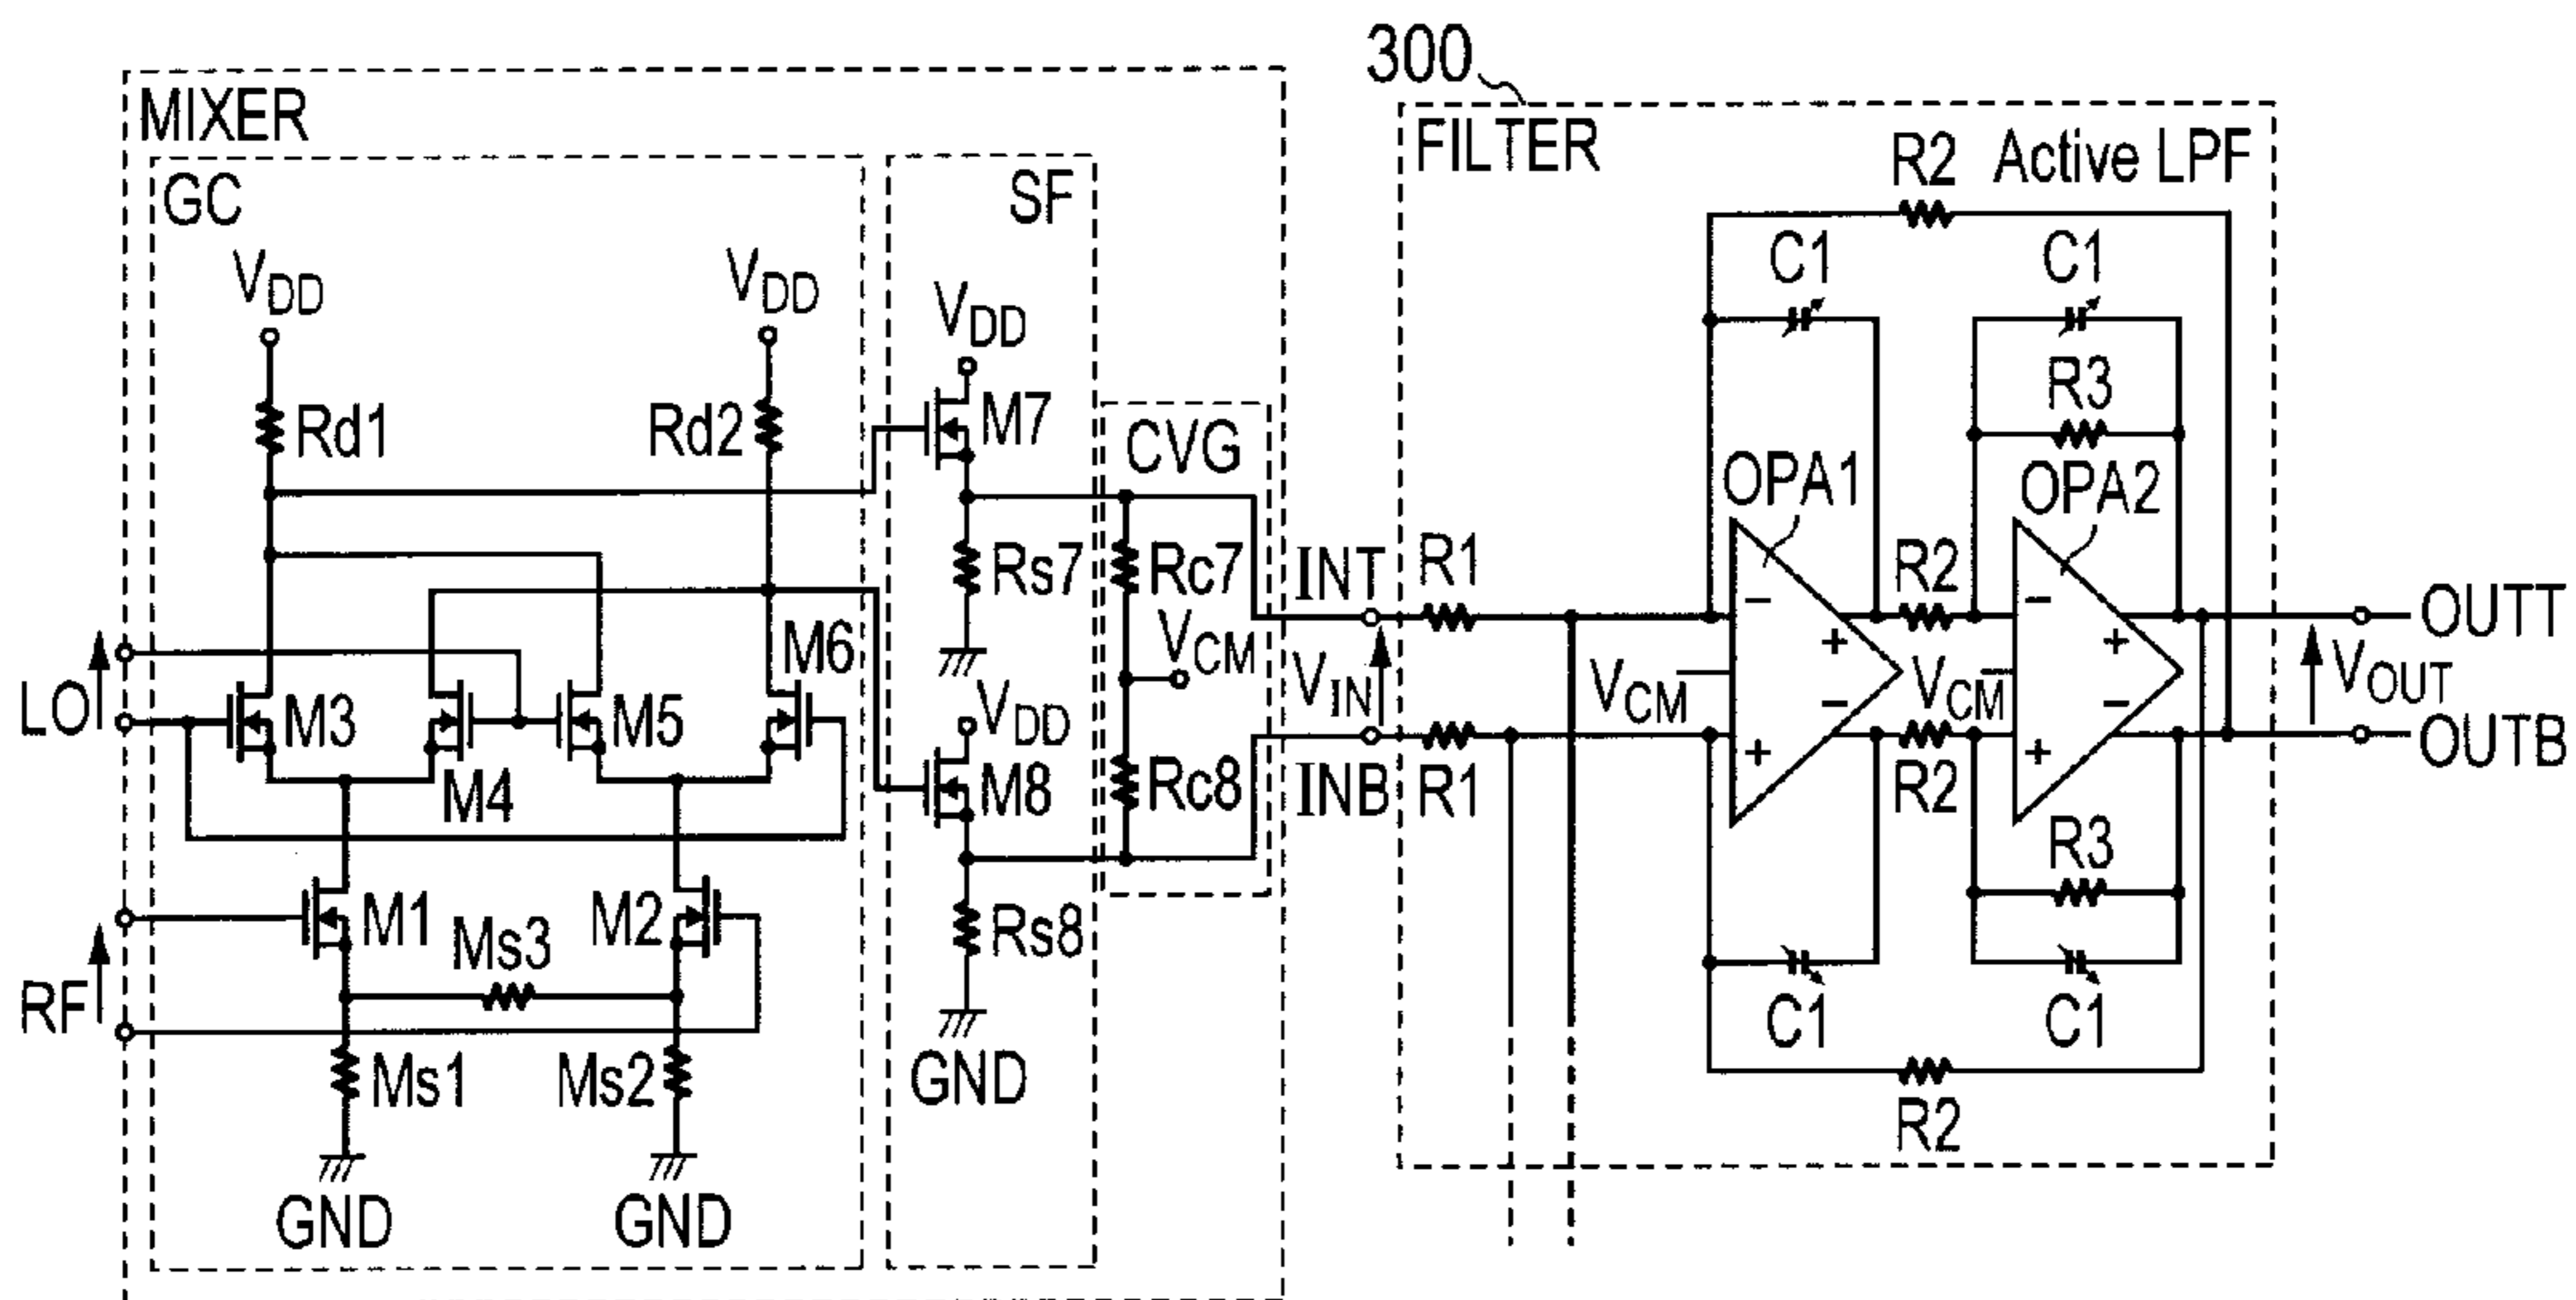 300
MIXER
FILTER
Active LPF
R2
GC
SF
C1
C1
VDD
VDD
VDD
Rd1
Rd2
M7
CVG
R3
OPA1
OPA2
Rs7
Rc7
INT
R1
R2
OUTT
VCM
VIN
VCM
VCM
VOUT
LO
M3
M4
M5
M6
VDD
M8
Rc8
INB
R1
R2
OUTB
− + − +
− + − +
R3
M1
M2
Ms3
Rs8
RF
C1
C1
Ms1
Ms2
GND
R2
GND
GND